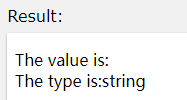 Result:
The value is:
The type is:string